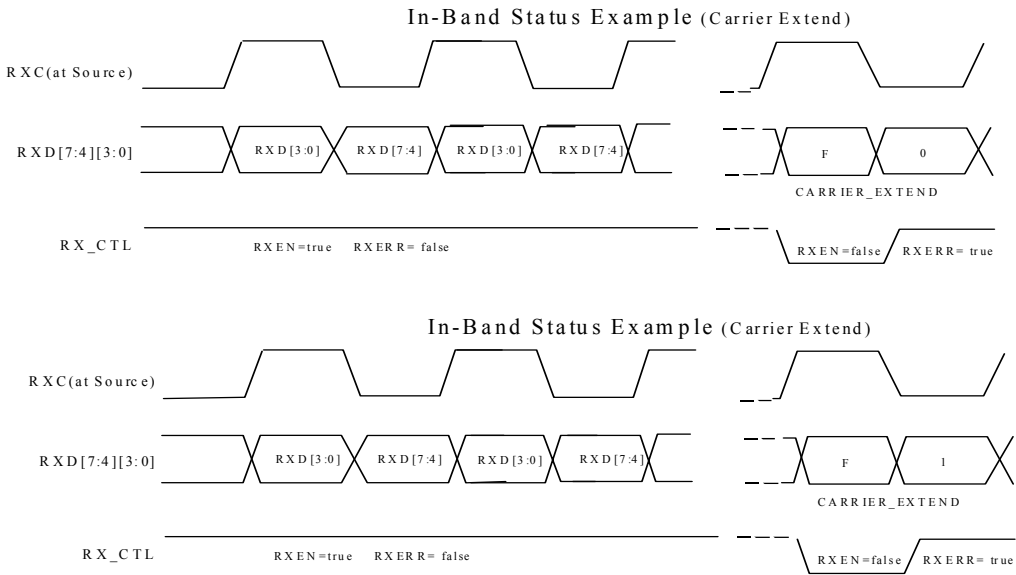 In-Band Status Example (Carrier Extend)
RXC(at Source)
RXD[7:4][3:0] RXD[3:0] RXD[7:4] RXD[3:0] RXD[7:4] F 0
CARRIER_EXTEND
RX_CTL RXEN=true RXERR= false RXEN=false RXERR= true
In-Band Status Example (Carrier Extend)
RXC(at Source)
RXD[7:4][3:0] RXD[3:0] RXD[7:4] RXD[3:0] RXD[7:4] F 1
CARRIER_EXTEND
RX_CTL RXEN=true RXERR= false RXEN=false RXERR= true